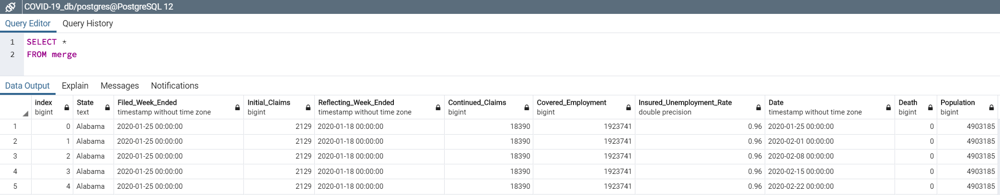 COVID-19_db/postgres@PostgreSQL 12
Query Editor Query History
1 SELECT *
2 FROM merge
Data Output Explain Messages Notifications
index State Filed_Week_Ended Initial_Claims Reflecting_Week_Ended Continued_Claims Covered_Employment Insured_Unemployment_Rate Date Death Population
bigint text timestamp without time zone bigint timestamp without time zone bigint bigint double precision timestamp without time zone bigint bigint
1 0 Alabama 2020-01-25 00:00:00 2129 2020-01-18 00:00:00 18390 1923741 0.96 2020-01-25 00:00:00 0 4903185
2 1 Alabama 2020-01-25 00:00:00 2129 2020-01-18 00:00:00 18390 1923741 0.96 2020-02-01 00:00:00 0 4903185
3 2 Alabama 2020-01-25 00:00:00 2129 2020-01-18 00:00:00 18390 1923741 0.96 2020-02-08 00:00:00 0 4903185
4 3 Alabama 2020-01-25 00:00:00 2129 2020-01-18 00:00:00 18390 1923741 0.96 2020-02-15 00:00:00 0 4903185
5 4 Alabama 2020-01-25 00:00:00 2129 2020-01-18 00:00:00 18390 1923741 0.96 2020-02-22 00:00:00 0 4903185